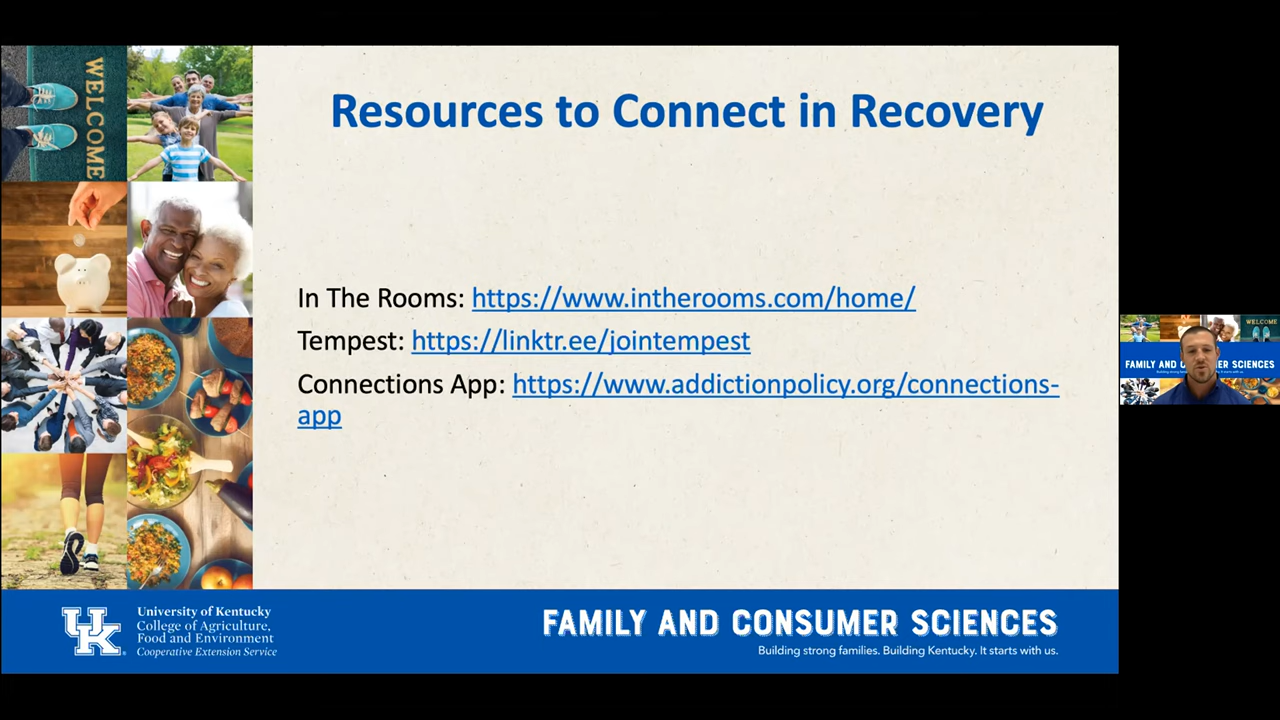 WELCOME
Resources to Connect in Recovery
In The Rooms: https://www.intherooms.com/home/
Tempest: https://linktr.ee/jointempest
Connections App: https://www.addictionpolicy.org/connections-
app
UK
University of Kentucky
College of Agriculture,
Food and Environment
Cooperative Extension Service
FAMILY AND CONSUMER SCIENCES
Building strong families. Building Kentucky. It starts with us.
WELCOME
FAMILY AND CONSUMER SCIENCES